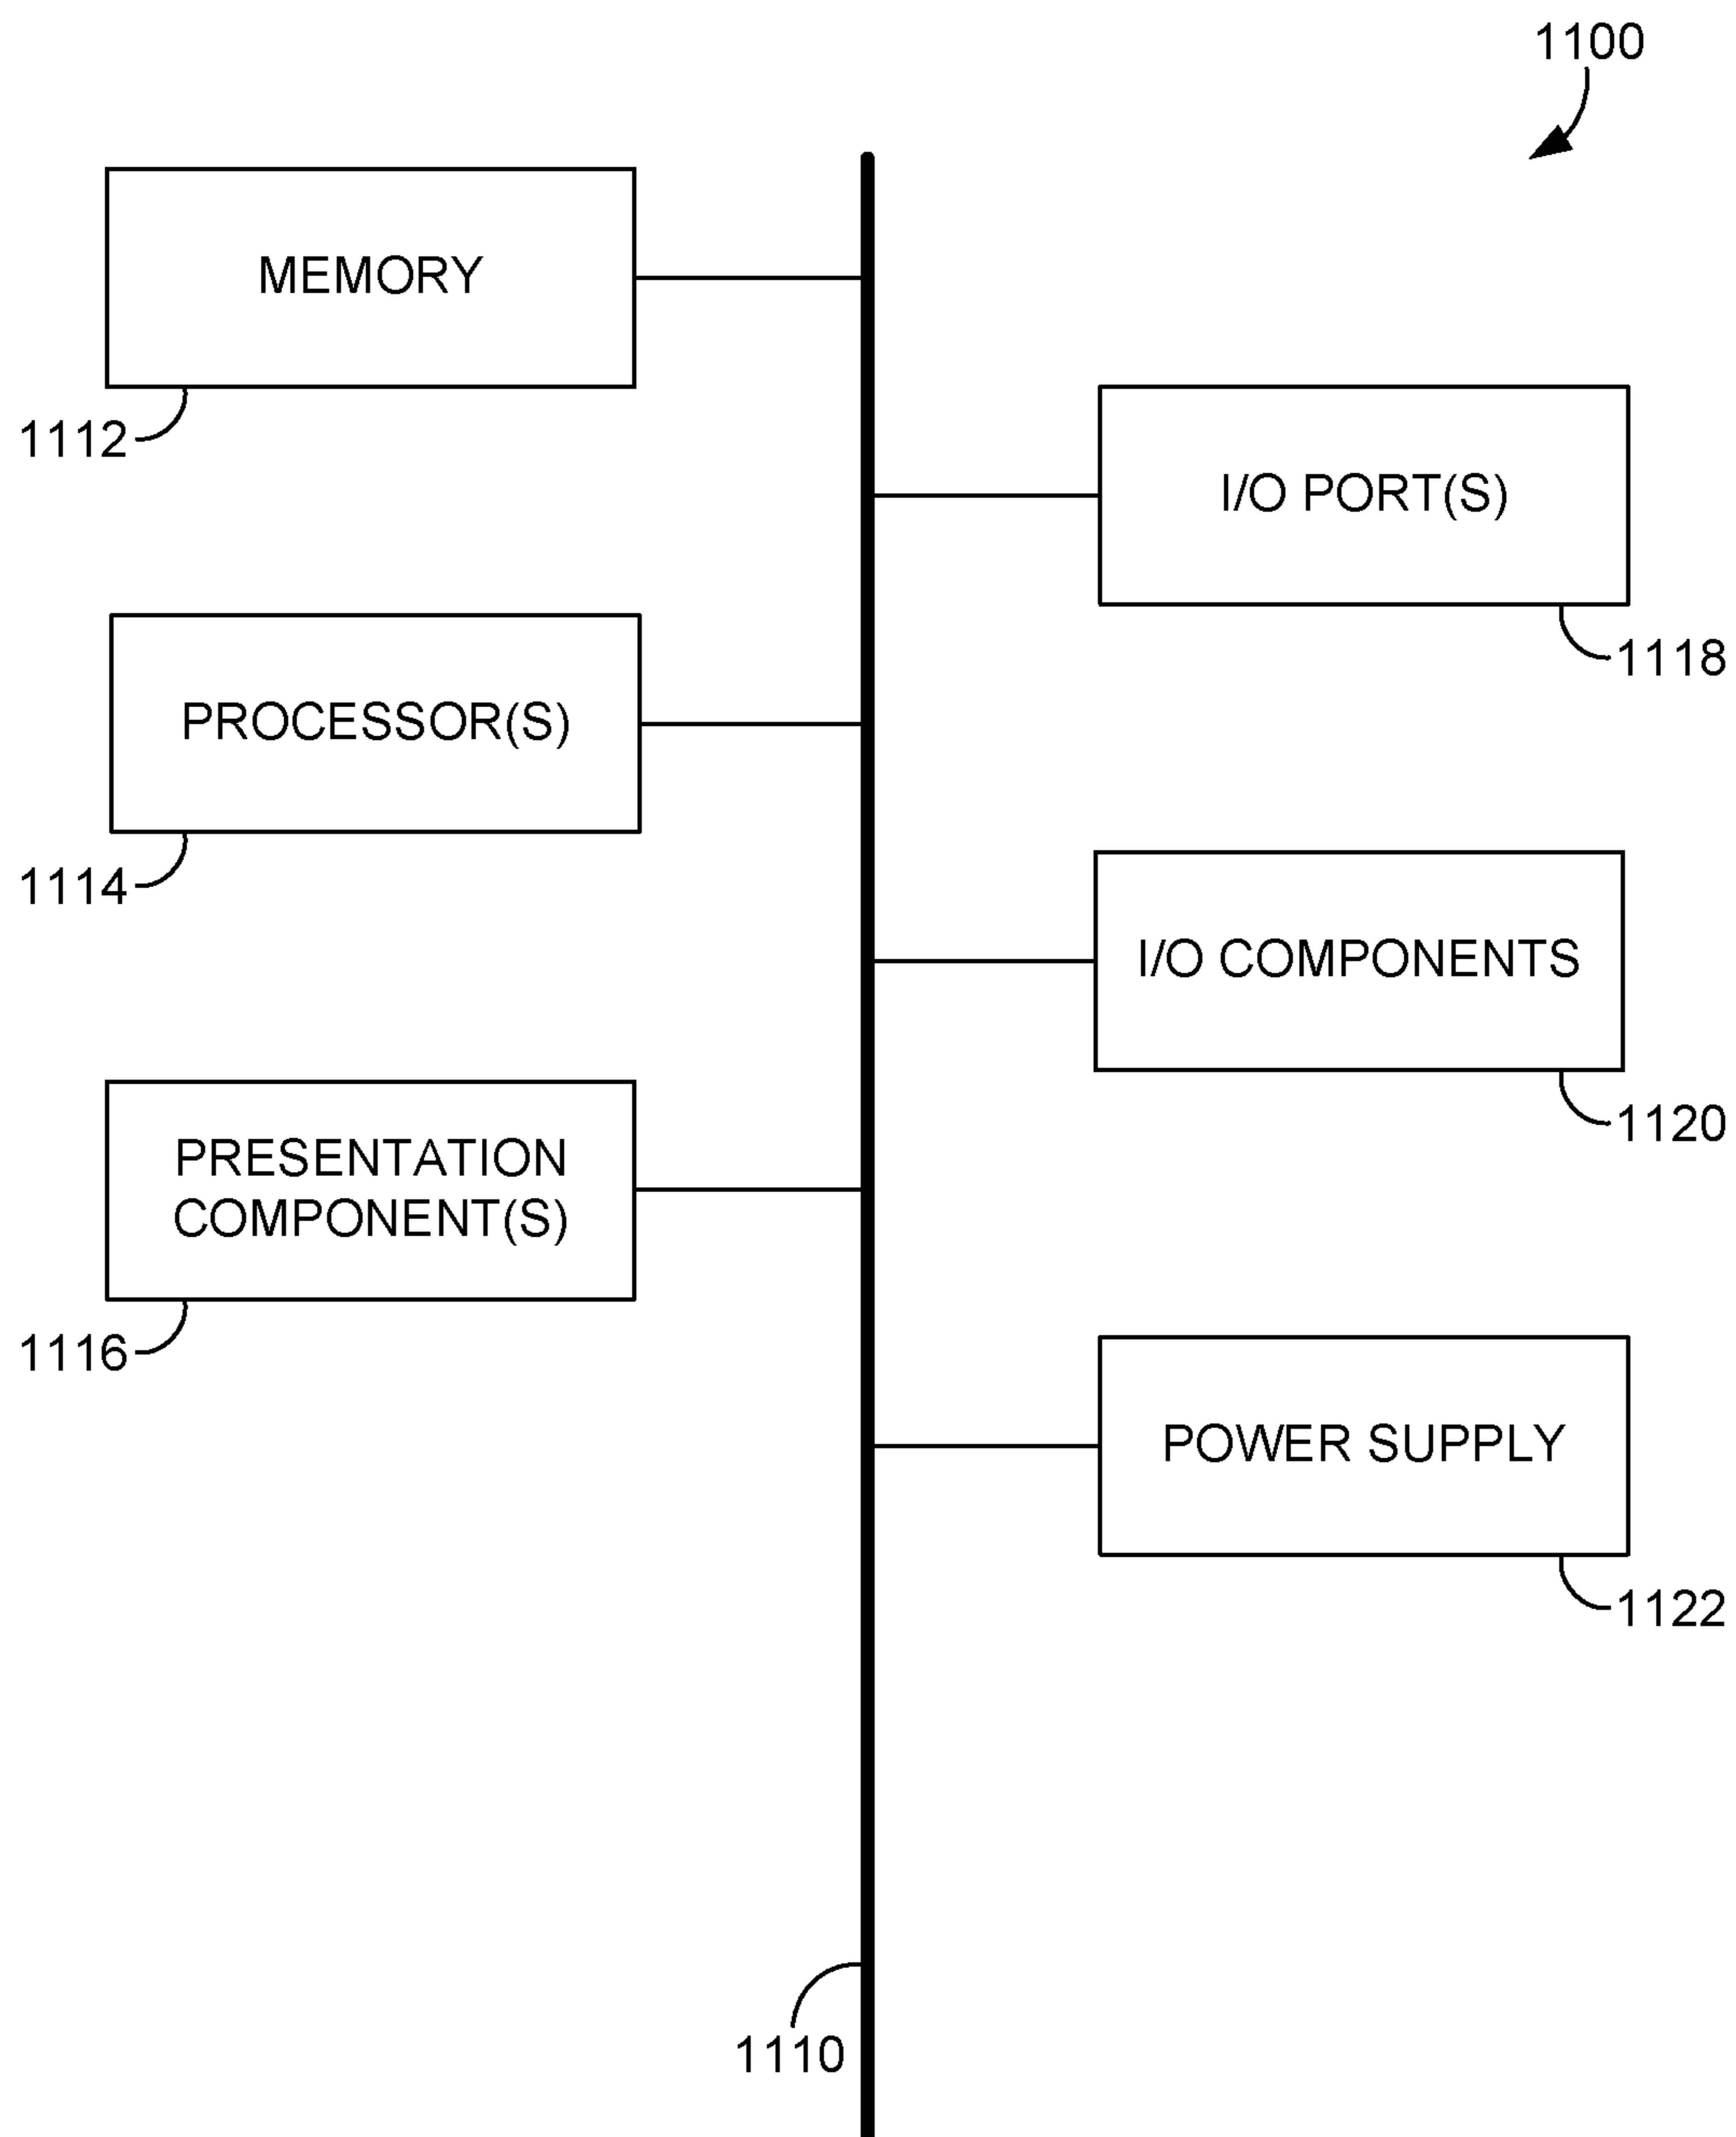 1100
MEMORY
1112
I/O PORT(S)
1118
PROCESSOR(S)
1114
I/O COMPONENTS
1120
PRESENTATION
COMPONENT(S)
1116
POWER SUPPLY
1122
1110